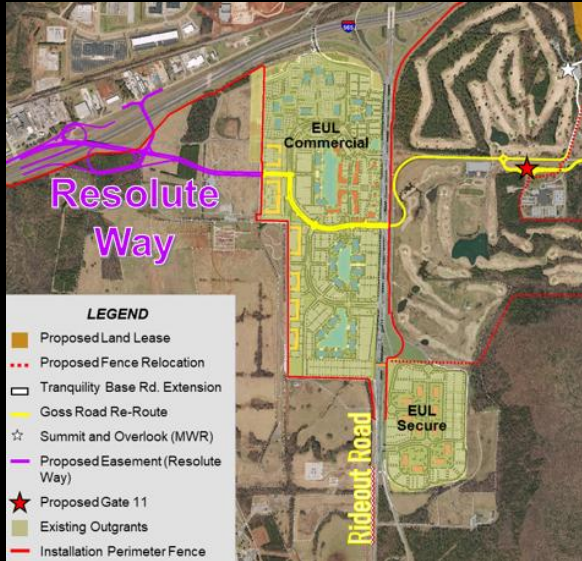 565
EUL
Commercial
Resolute
Way
LEGEND
Proposed Land Lease
Proposed Fence Relocation
Tranquility Base Rd. Extension
Goss Road Re-Route
Summit and Overlook (MWR)
Proposed Easement (Resolute
Way)
Proposed Gate 11
Existing Outgrants
Installation Perimeter Fence
EUL
Secure
Rideout Road